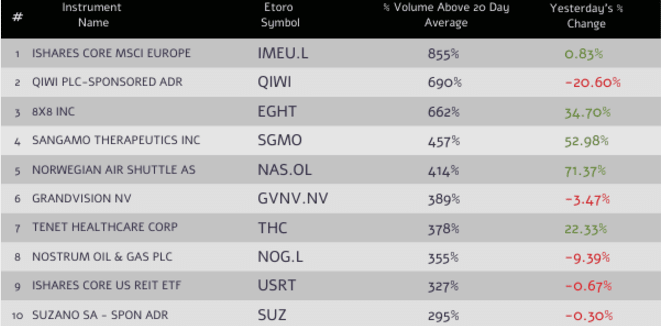 # Instrument Name Etoro Symbol % Volume Above 20 Day Average Yesterday's % Change
1 ISHARES CORE MSCI EUROPE IMEU.L 855% 0.83%
2 QIWI PLC-SPONSORED ADR QIWI 690% -20.60%
3 8X8 INC EGHT 662% 34.70%
4 SANGAMO THERAPEUTICS INC SGMO 457% 52.98%
5 NORWEGIAN AIR SHUTTLE AS NAS.OL 414% 71.37%
6 GRANDVISION NV GVNV.NV 389% -3.47%
7 TENET HEALTHCARE CORP THC 378% 22.33%
8 NOSTRUM OIL & GAS PLC NOG.L 355% -9.39%
9 ISHARES CORE US REIT ETF USRT 327% -0.67%
10 SUZANO SA - SPON ADR SUZ 295% -0.30%